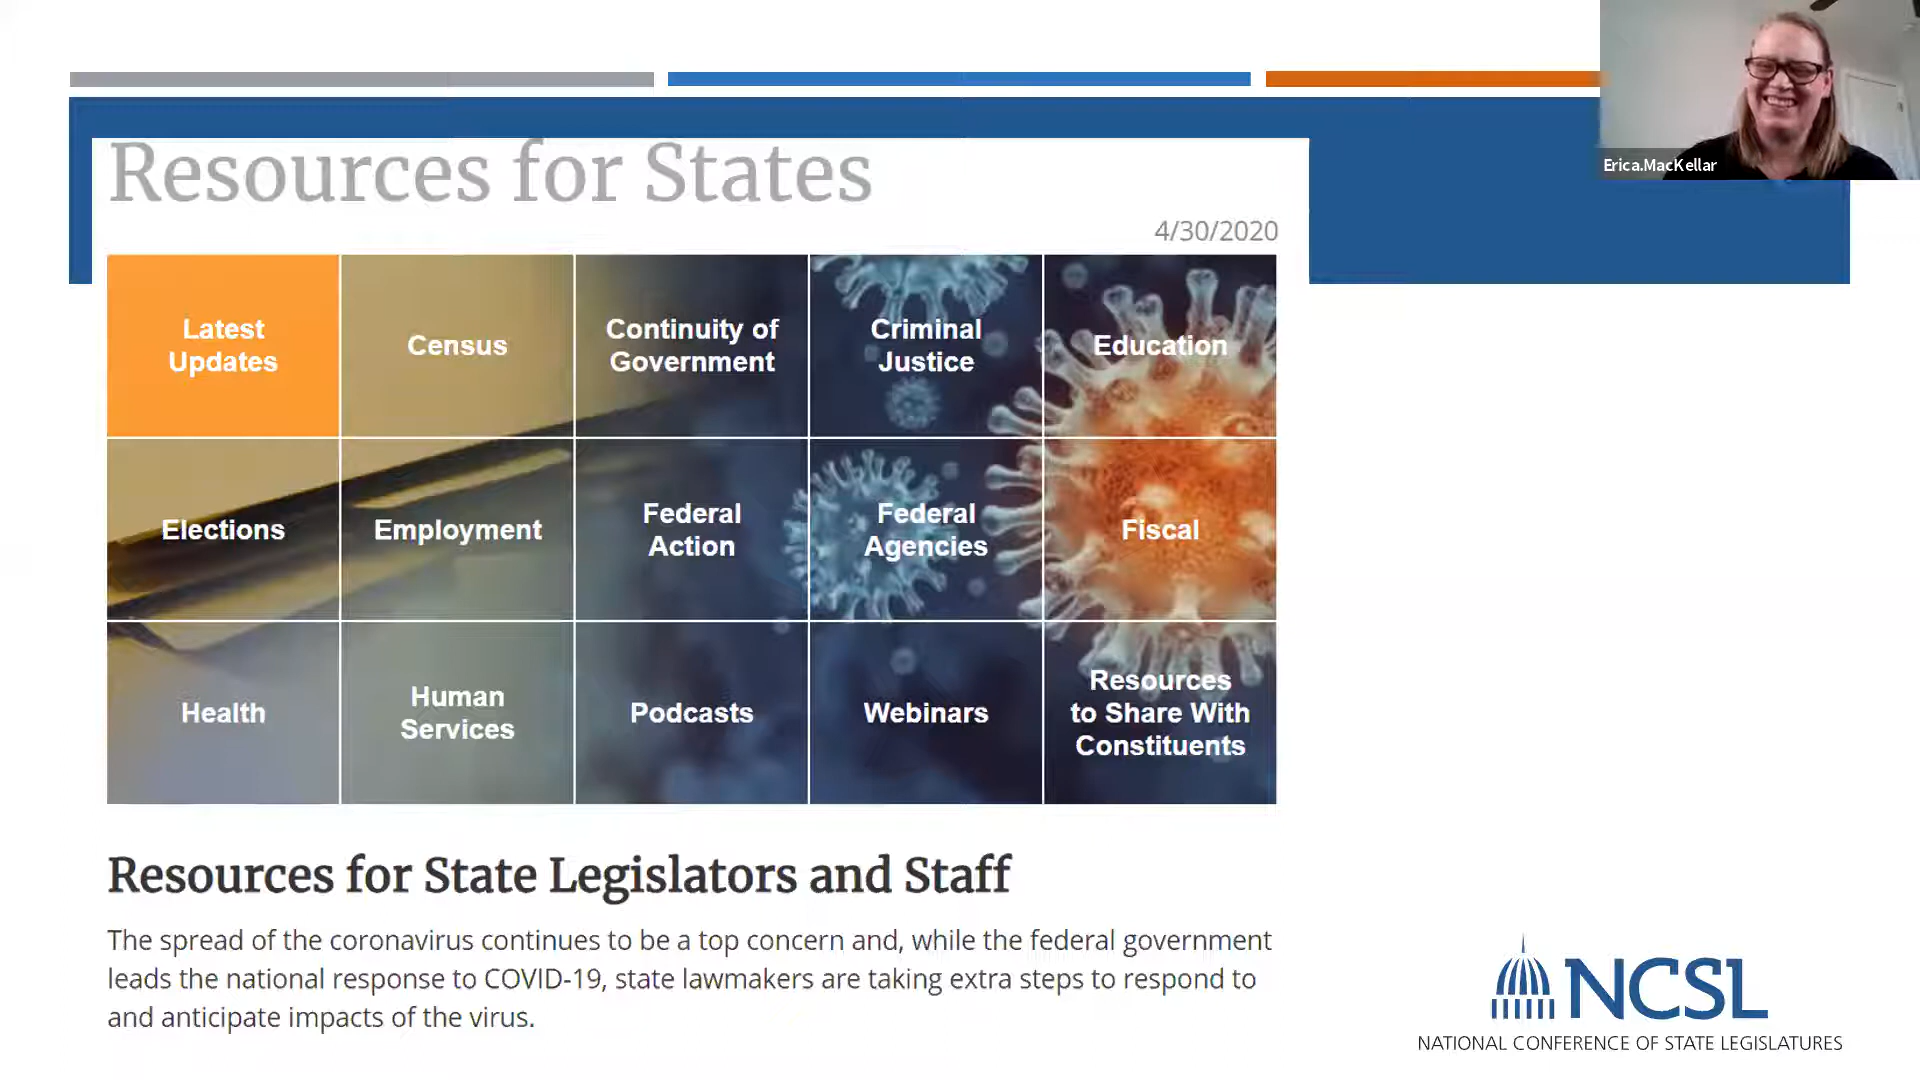 Erica.MacKellar
Resources for States
4/30/2020
Latest
Updates
Census
Continuity of
Government
Criminal
Justice
Education
Elections
Employment
Federal
Action
Federal
Agencies
Fiscal
Health
Human
Services
Podcasts
Webinars
Resources
to Share With
Constituents
Resources for State Legislators and Staff
The spread of the coronavirus continues to be a top concern and, while the federal government
leads the national response to COVID-19, state lawmakers are taking extra steps to respond to
and anticipate impacts of the virus.
NCSL
NATIONAL CONFERENCE OF STATE LEGISLATURES